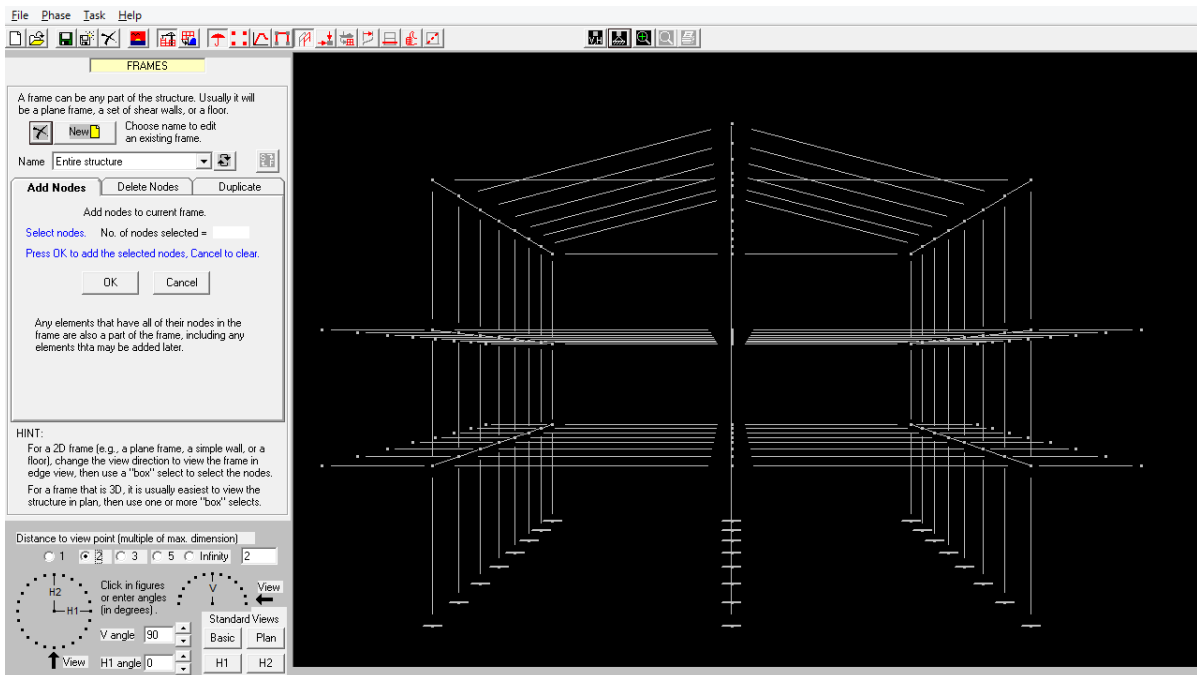 File Phase Task Help
FRAMES
A frame can be any part of the structure. Usually it will
be a plane frame, a set of shear walls, or a floor.
New
Choose name to edit
an existing frame.
Name Entire structure
Add Nodes Delete Nodes Duplicate
Add nodes to current frame.
Select nodes. No. of nodes selected =
Press OK to add the selected nodes, Cancel to clear.
OK Cancel
Any elements that have all of their nodes in the
frame are also a part of the frame, including any
elements thta may be added later.
HINT:
For a 2D frame (e.g., a plane frame, a simple wall, or a
floor), change the view direction to view the frame in
edge view, then use a "box" select to select the nodes.
For a frame that is 3D, it is usually easiest to view the
structure in plan, then use one or more "box" selects.
Distance to view point (multiple of max. dimension)
1 2 3 5 Infinity 2
H2
H1
Click in figures
or enter angles
(in degrees) .
V
View
Standard Views
V angle 90
Basic Plan
View
H1 angle 0
H1 H2